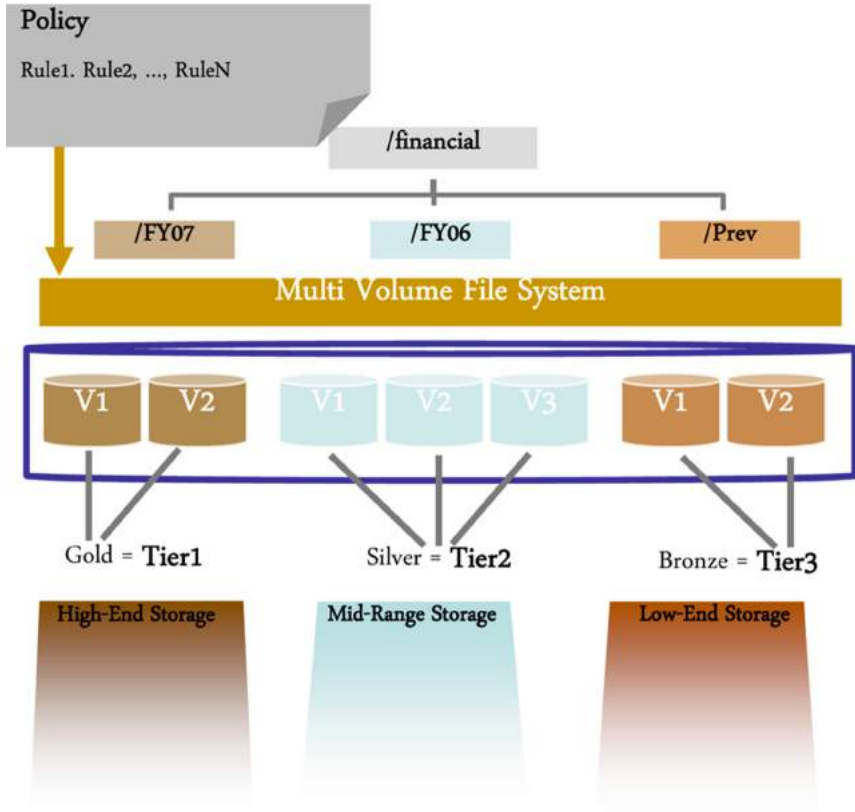 Policy
Rule1. Rule2, ..., RuleN
/financial
/FY07 /FY06 /Prev
Multi Volume File System
V1 V2 V1 V2 V3 V1 V2
Gold = Tier1 Silver = Tier2 Bronze = Tier3
High-End Storage Mid-Range Storage Low-End Storage